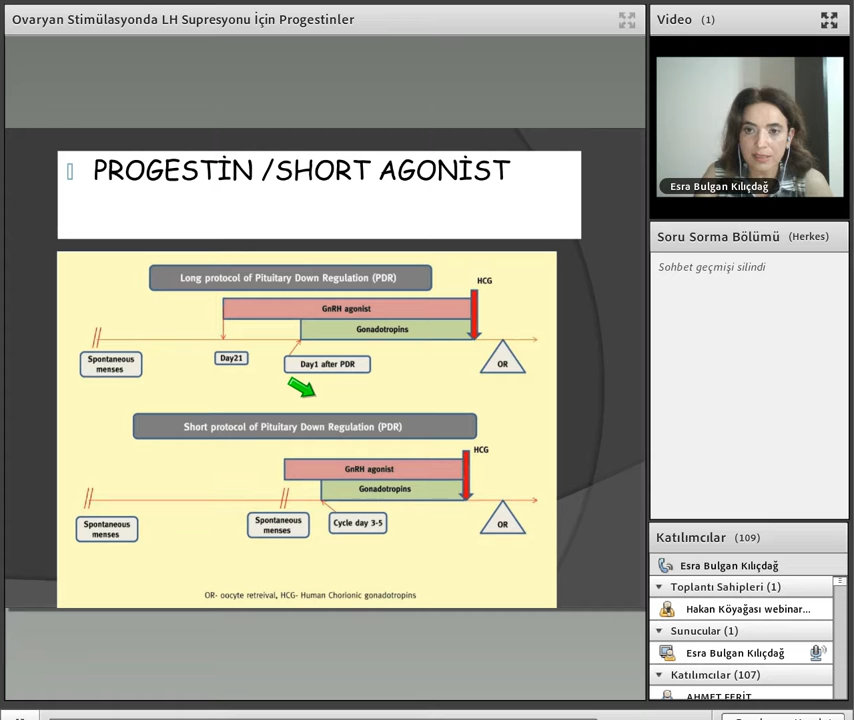 Ovaryan Stimülasyonda LH Supresyonu İçin Progestinler
PROGESTİN /SHORT AGONİST
Long protocol of Pituitary Down Regulation (PDR)
HCG
GnRH agonist
Gonadotropins
Spontaneous
menses
Day21
Day1 after PDR
OR
Short protocol of Pituitary Down Regulation (PDR)
HCG
GnRH agonist
Gonadotropins
Spontaneous
menses
Spontaneous
menses
Cycle day 3-5
OR
OR- oocyte retreival, HCG- Human Chorionic gonadotropins
Video (1)
Esra Bulgan Kılıçdağ
Soru Sorma Bölümü (Herkes)
Sohbet geçmişi silindi
Katılımcılar (109)
Esra Bulgan Kılıçdağ
Toplantı Sahipleri (1)
Hakan Köyağası webinar...
Sunucular (1)
Esra Bulgan Kılıçdağ
Katılımcılar (107)
AHMET FERİT